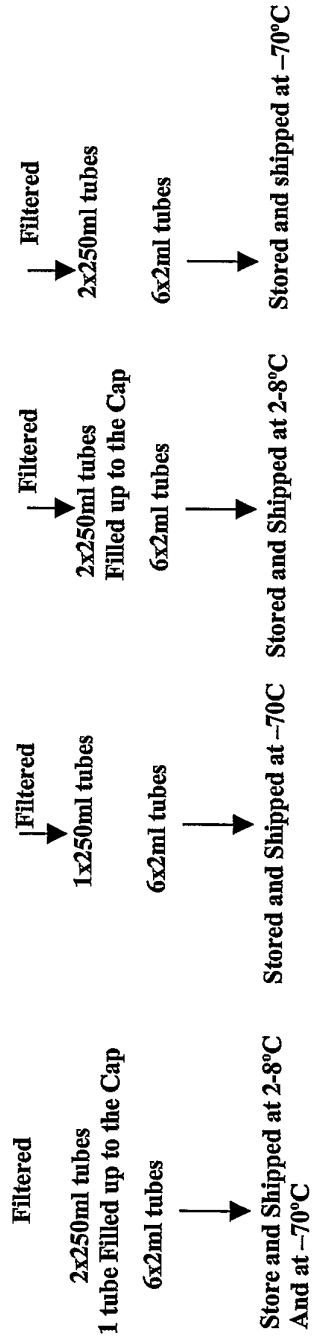 Filtered
2x250ml tubes
1 tube Filled up to the Cap
6x2ml tubes
Store and Shipped at 2-8ºC
And at –70ºC
Filtered
1x250ml tubes
6x2ml tubes
Stored and Shipped at –70C
Filtered
2x250ml tubes
Filled up to the Cap
6x2ml tubes
Stored and Shipped at 2-8ºC
Filtered
2x250ml tubes
6x2ml tubes
Stored and shipped at –70ºC